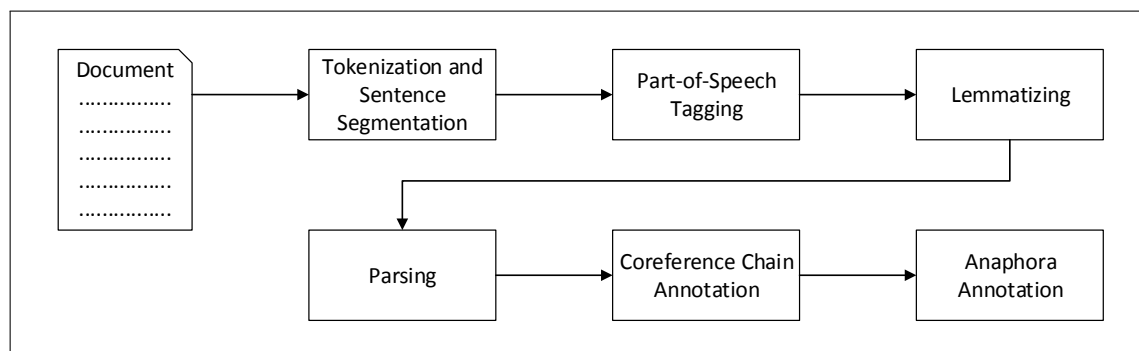 Document
................
................
................
................
................
Tokenization and
Sentence
Segmentation
Part-of-Speech
Tagging
Lemmatizing
Parsing
Coreference Chain
Annotation
Anaphora
Annotation